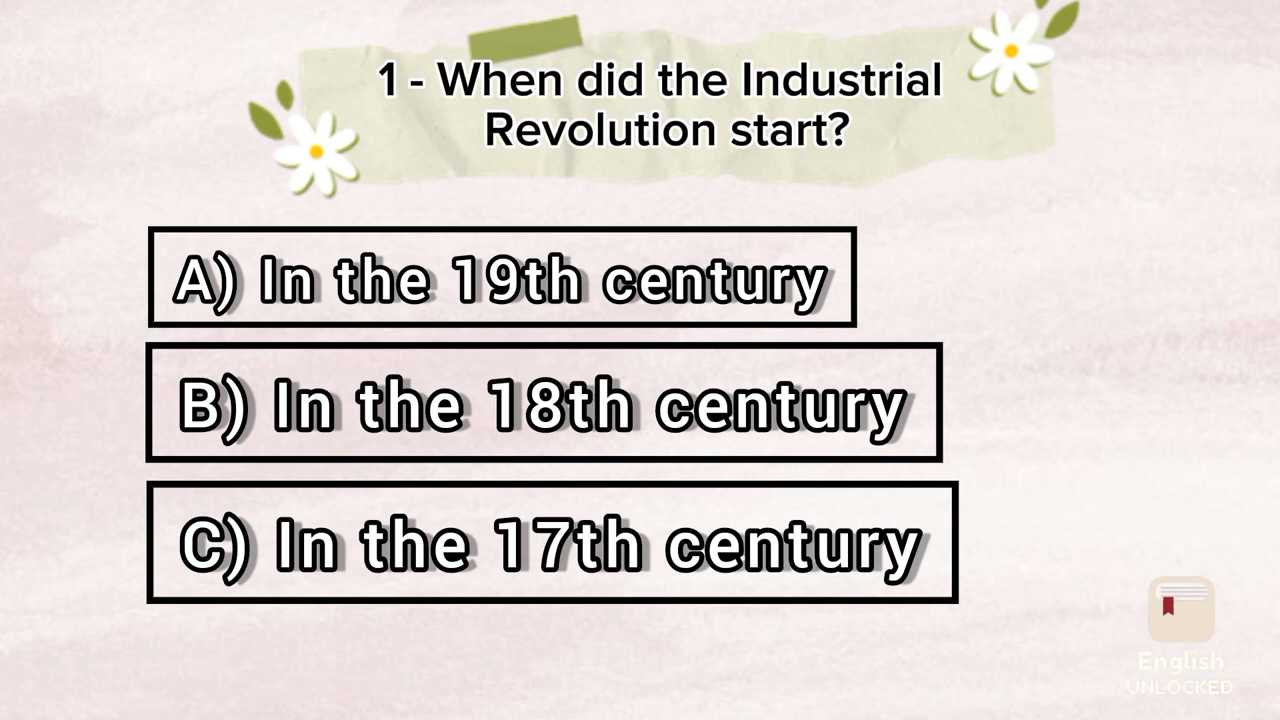 1 - When did the Industrial
Revolution start?
A) In the 19th century
B) In the 18th century
C) In the 17th century
English
UNLOCKED